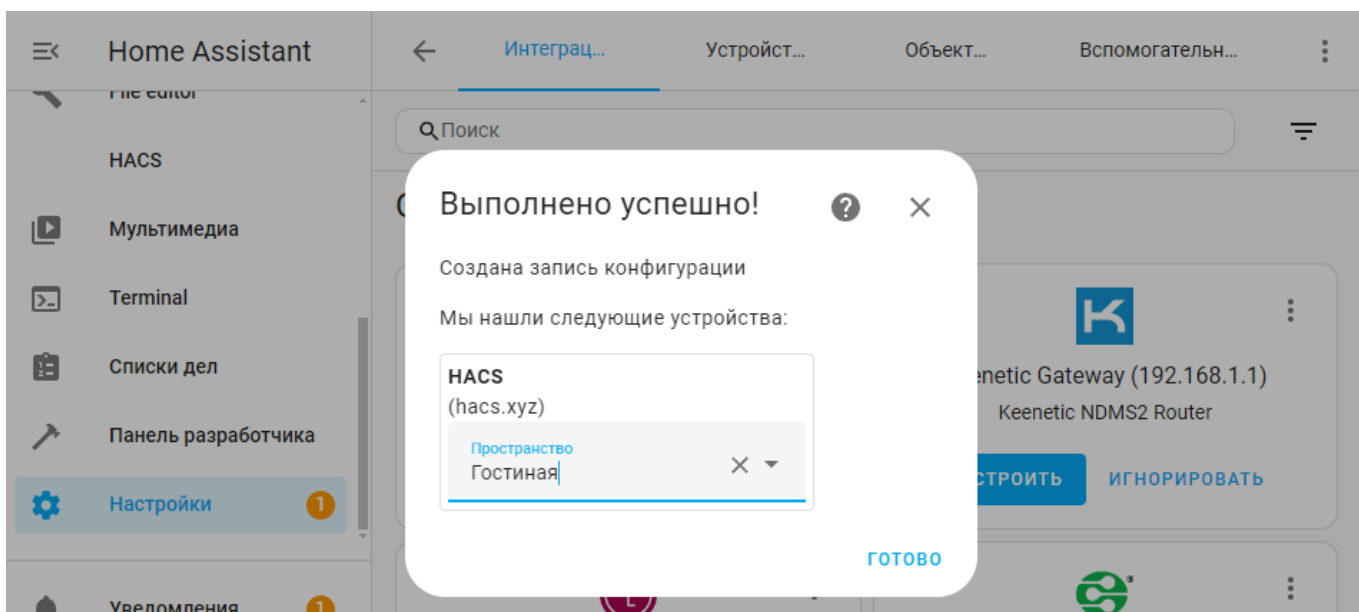 Home Assistant
Интеграц...
Устройст...
Объект...
Вспомогательн...
File editor
HACS
Мультимедиа
Terminal
Списки дел
Панель разработчика
Настройки
1
Уведомления
1
Поиск
Выполнено успешно!
Создана запись конфигурации
Мы нашли следующие устройства:
HACS
(hacs.xyz)
Пространство
Гостиная
ГОТОВО
enetic Gateway (192.168.1.1)
Keenetic NDMS2 Router
СТРОИТЬ
ИГНОРИРОВАТЬ